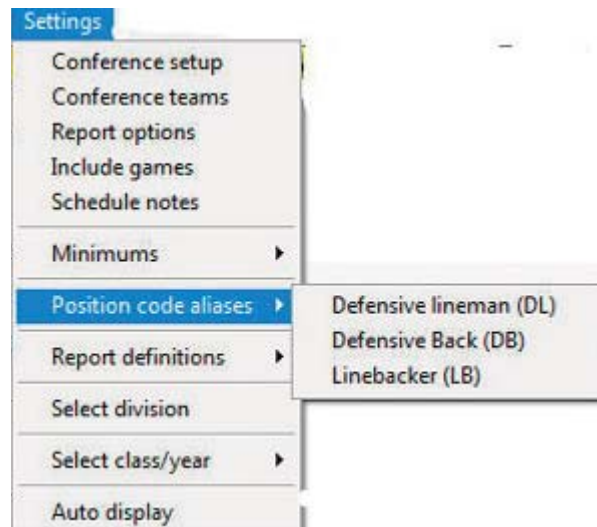 Settings
Conference setup
Conference teams
Report options
Include games
Schedule notes
Minimums
Position code aliases
Defensive lineman (DL)
Defensive Back (DB)
Linebacker (LB)
Report definitions
Select division
Select class/year
Auto display